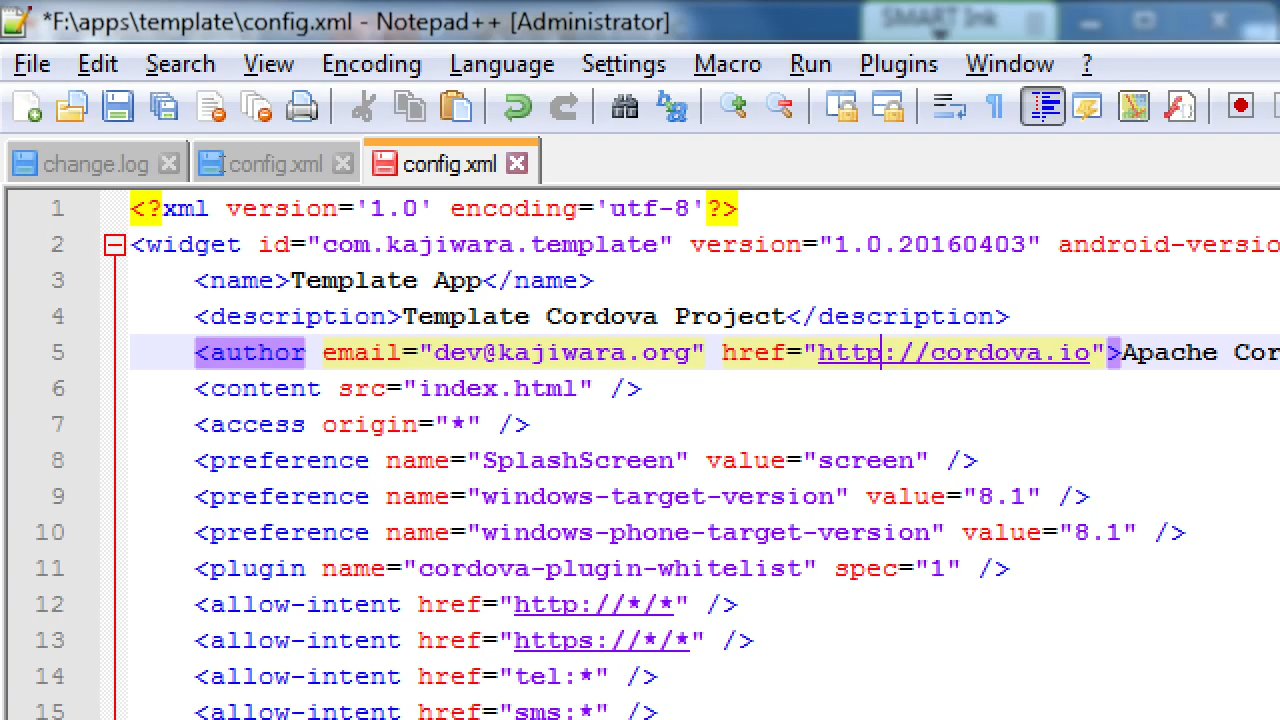 *F:\apps\template\config.xml - Notepad++ [Administrator]
SMART Ink
File Edit Search View Encoding Language Settings Macro Run Plugins Window ?
change.log config.xml config.xml
1 <?xml version='1.0' encoding='utf-8'?>
2 <widget id="com.kajiwara.template" version="1.0.20160403" android-versio
3 <name>Template App</name>
4 <description>Template Cordova Project</description>
5 <author email="dev@kajiwara.org" href="http://cordova.io">Apache Cor
6 <content src="index.html" />
7 <access origin="*" />
8 <preference name="SplashScreen" value="screen" />
9 <preference name="windows-target-version" value="8.1" />
10 <preference name="windows-phone-target-version" value="8.1" />
11 <plugin name="cordova-plugin-whitelist" spec="1" />
12 <allow-intent href="http://*/*" />
13 <allow-intent href="https://*/*" />
14 <allow-intent href="tel:*" />
15 <allow-intent href="sms:*" />